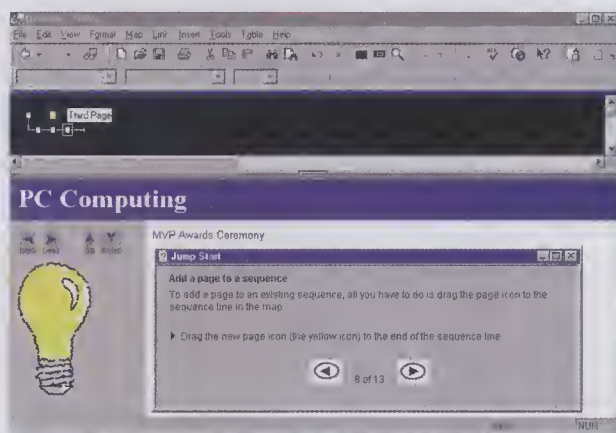 File Edit View Format Map Link Insert Tools Table Help
Third Page
PC Computing
up
MVP Awards Ceremony
Jump Start
Add a page to a sequence
To add a page to an existing sequence, all you have to do is drag the page icon to the
sequence line in the map
Drag the new page icon (the yellow icon) to the end of the sequence line
8 of 13
NUM